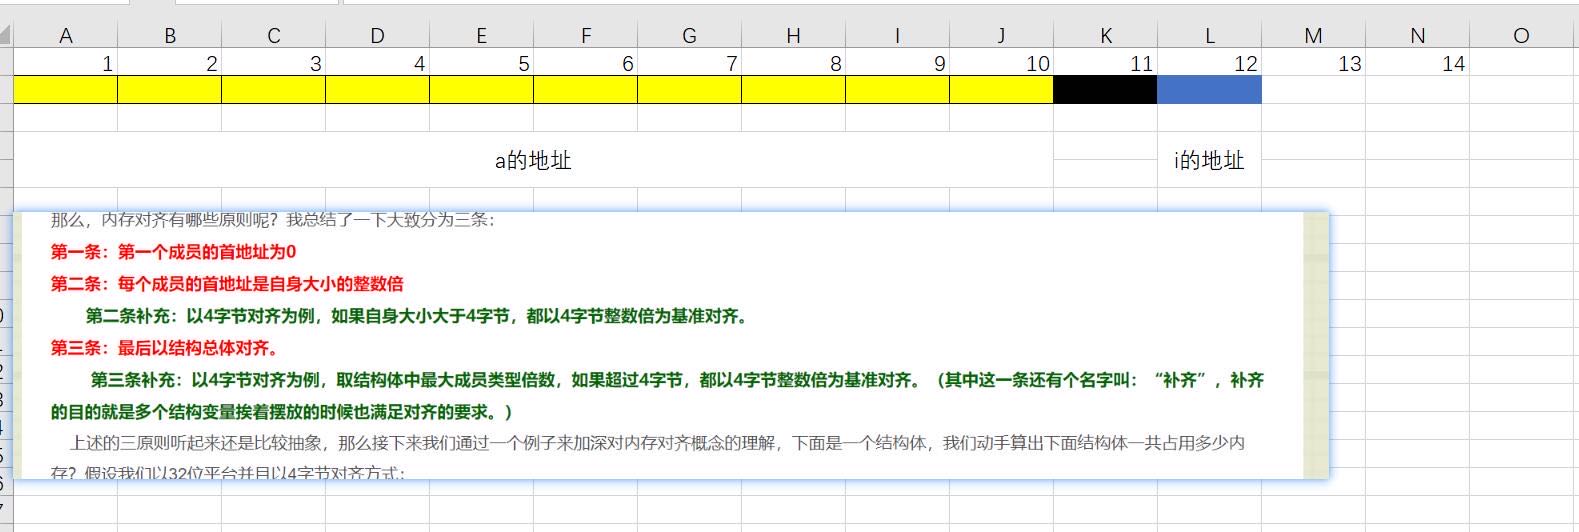 A B C D E F G H I J K L M N O
1 2 3 4 5 6 7 8 9 10 11 12 13 14
a的地址 i的地址
那么，内存对齐有哪些原则呢？我总结了一下大致分为三条：
第一条：第一个成员的首地址为0
第二条：每个成员的首地址是自身大小的整数倍
第二条补充：以4字节对齐为例，如果自身大小大于4字节，都以4字节整数倍为基准对齐。
第三条：最后以结构总体对齐。
第三条补充：以4字节对齐为例，取结构体中最大成员类型倍数，如果超过4字节，都以4字节整数倍为基准对齐。（其中这一条还有个名字叫：“补齐”，补齐
的目的就是多个结构变量挨着摆放的时候也满足对齐的要求。）
上述的三原则听起来还是比较抽象，那么接下来我们通过一个例子来加深对内存对齐概念的理解，下面是一个结构体，我们动手算出下面结构体一共占用多少内
存？假设我们以32位平台并且以4字节对齐方式：